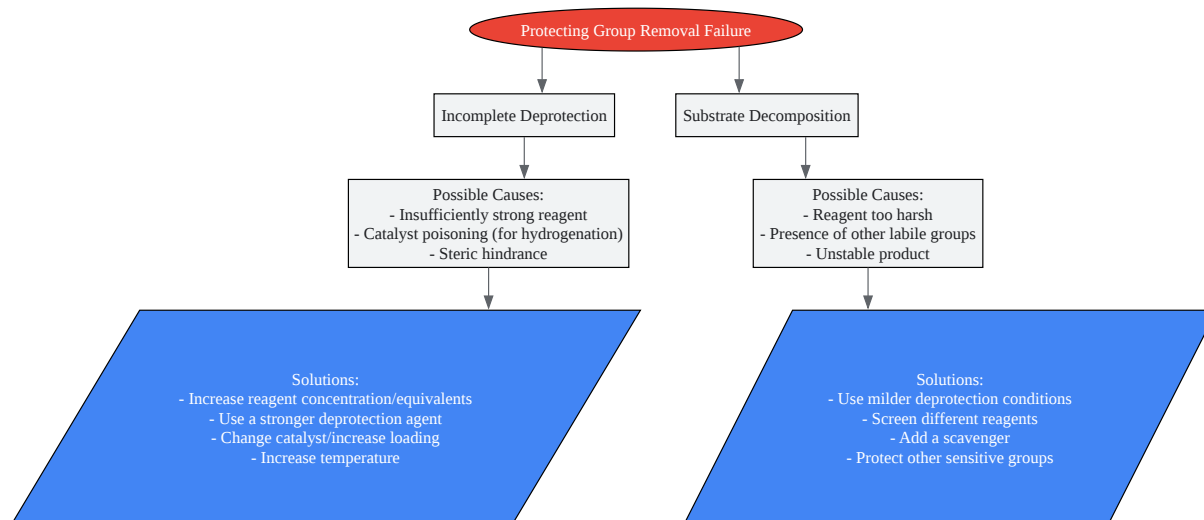 Protecting Group Removal Failure
Incomplete Deprotection
Substrate Decomposition
Possible Causes:
- Insufficiently strong reagent
- Catalyst poisoning (for hydrogenation)
- Steric hindrance
Possible Causes:
- Reagent too harsh
- Presence of other labile groups
- Unstable product
Solutions:
- Increase reagent concentration/equivalents
- Use a stronger deprotection agent
- Change catalyst/increase loading
- Increase temperature
Solutions:
- Use milder deprotection conditions
- Screen different reagents
- Add a scavenger
- Protect other sensitive groups